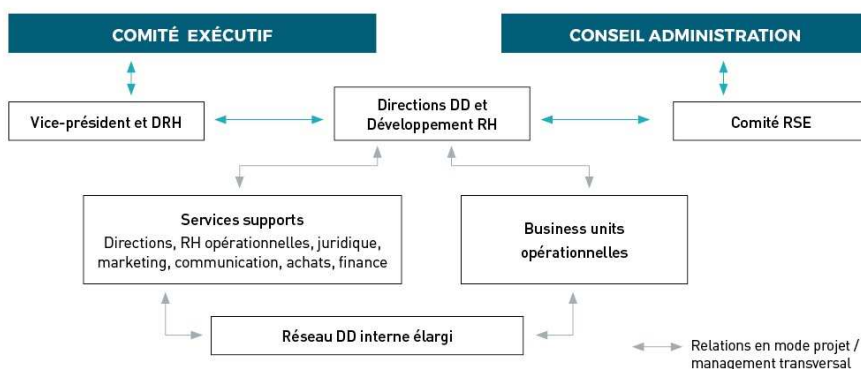 COMITÉ EXÉCUTIF
CONSEIL ADMINISTRATION
Vice-président et DRH
Directions DD et
Développement RH
Comité RSE
Services supports
Directions, RH opérationnelles, juridique,
marketing, communication, achats, finance
Business units
opérationnelles
Réseau DD interne élargi
Relations en mode projet /
management transversal